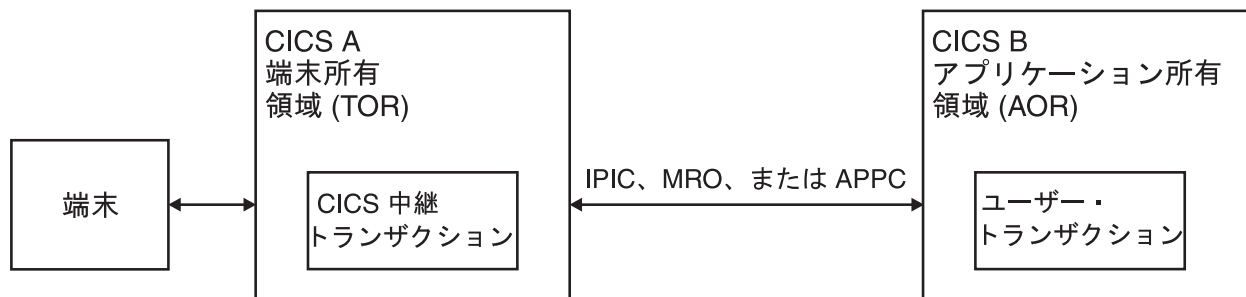 CICS A
端末所有
領域 (TOR)
CICS B
アプリケーション所有
領域 (AOR)
端末
CICS 中継
トランザクション
IPIC、MRO、または APPC
ユーザー・
トランザクション